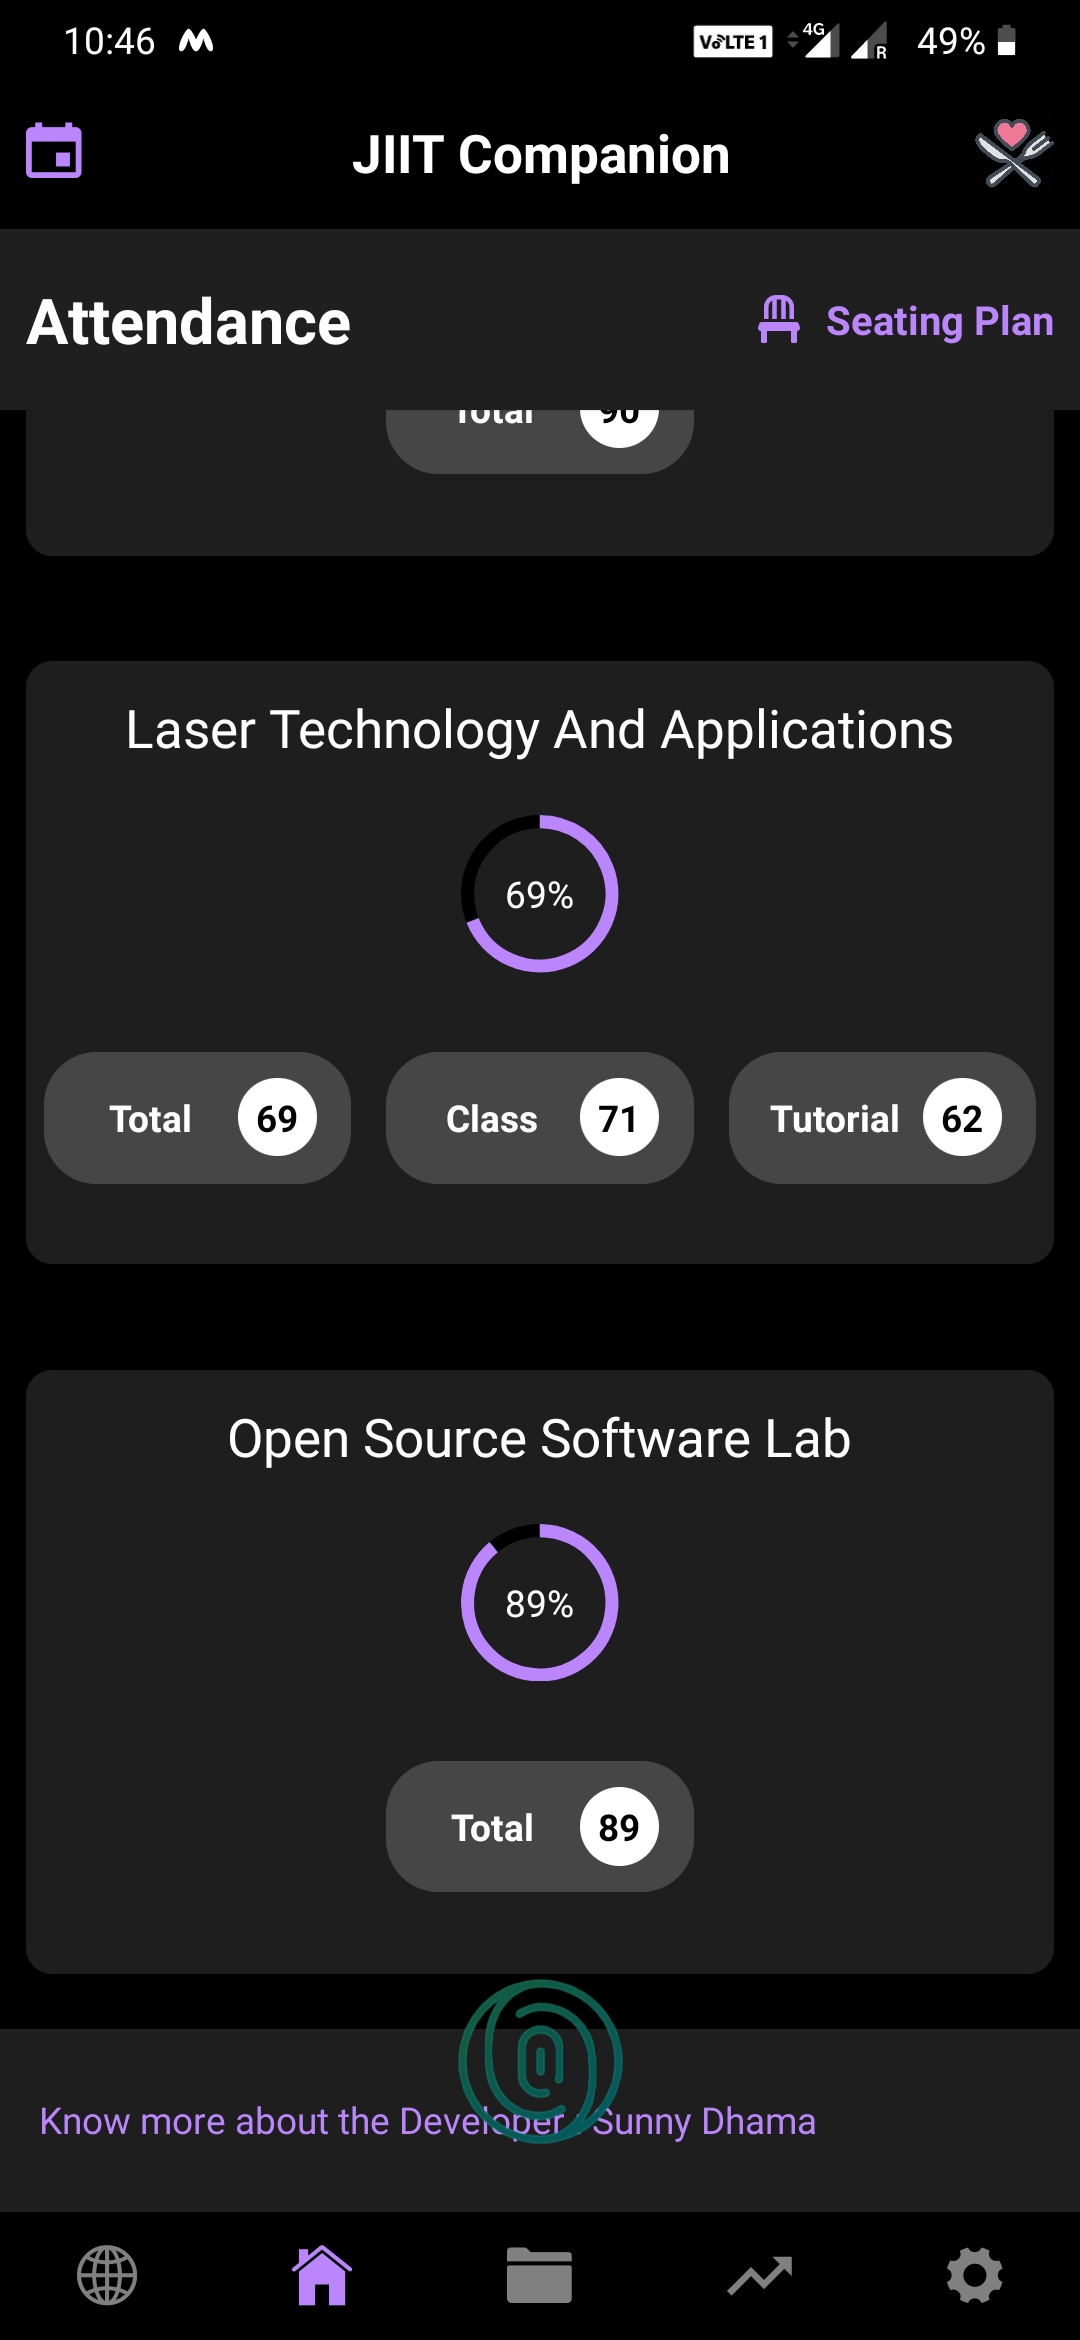 10:46 VoLTE 1 4G R 49%
JIIT Companion
Attendance Seating Plan
Total 90
Laser Technology And Applications
69%
Total 69 Class 71 Tutorial 62
Open Source Software Lab
89%
Total 89
Know more about the Developer : Sunny Dhama